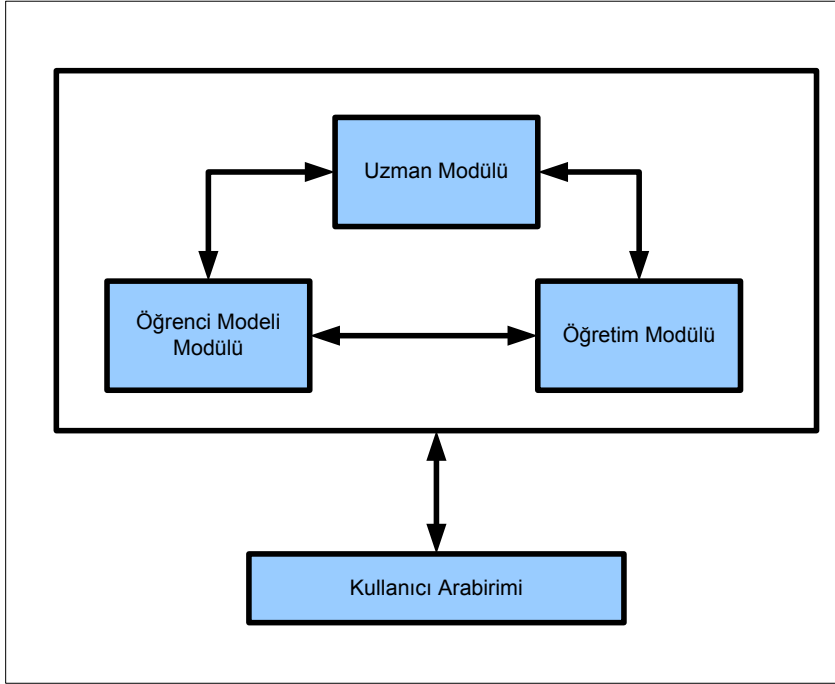 Uzman Modülü
Öğrenci Modeli
Modülü
Öğretim Modülü
Kullanıcı Arabirimi